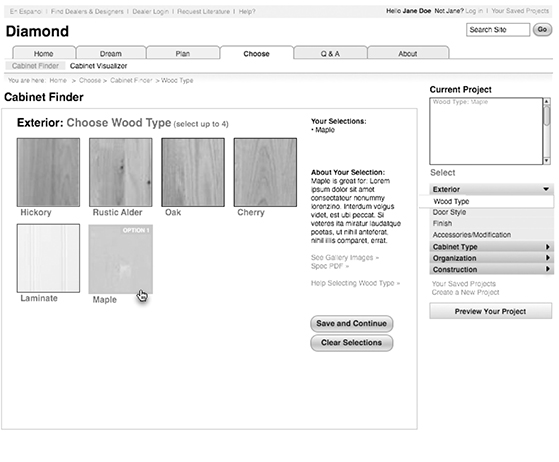 En Espanol | Find Dealers & Designers | Dealer Login | Request Literature | Help?
Hello Jane Doe Not Jane? Log in | Your Saved Projects
Diamond
Search Site Go
Home Dream Plan Choose Q & A About
Cabinet Finder Cabinet Visualizer
You are here: Home > Choose > Cabinet Finder > Wood Type
Cabinet Finder
Exterior: Choose Wood Type (select up to 4)
Hickory Rustic Alder Oak Cherry
OPTION 1
Laminate Maple
Your Selections:
• Maple
About Your Selection:
Maple is great for: Lorem
ipsum dolor sit amet
consectateur nonummy
lorenzino. Interdum volgus
videt, est ubi peccat. Si
veteres ita miratur laudatque
poetas, ut nihil anteferat,
nihil illis comparet, errat.
See Gallery Images »
Spec PDF »
Help Selecting Wood Type »
Save and Continue
Clear Selections
Current Project
Wood Type: Maple
Select
Exterior
Wood Type
Door Style
Finish
Accessories/Modification
Cabinet Type
Organization
Construction
Your Saved Projects
Create a New Project
Preview Your Project